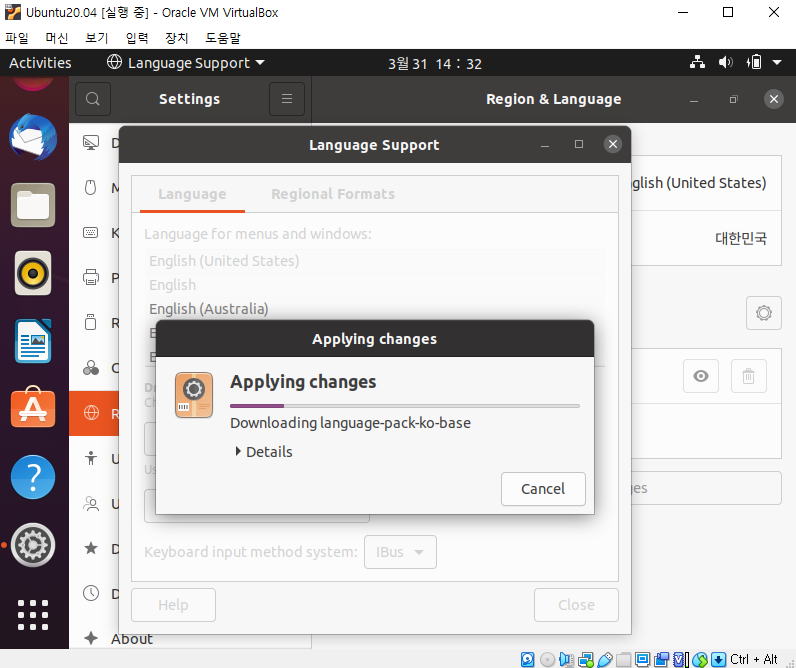 Ubuntu20.04 [실행 중] - Oracle VM VirtualBox
파일 머신 보기 입력 장치 도움말
Activities Language Support 3월 31 14 : 32
Settings Region & Language
Language Support
Language Regional Formats
Language for menus and windows:
English (United States)
English
English (Australia)
glish (United States)
대한민국
Applying changes
Applying changes
Downloading language-pack-ko-base
Details
Cancel
ges
Keyboard input method system: IBus
Help Close
About
Ctrl + Alt